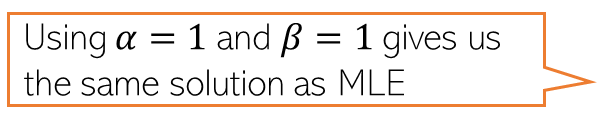 Using α = 1 and β = 1 gives us
the same solution as MLE